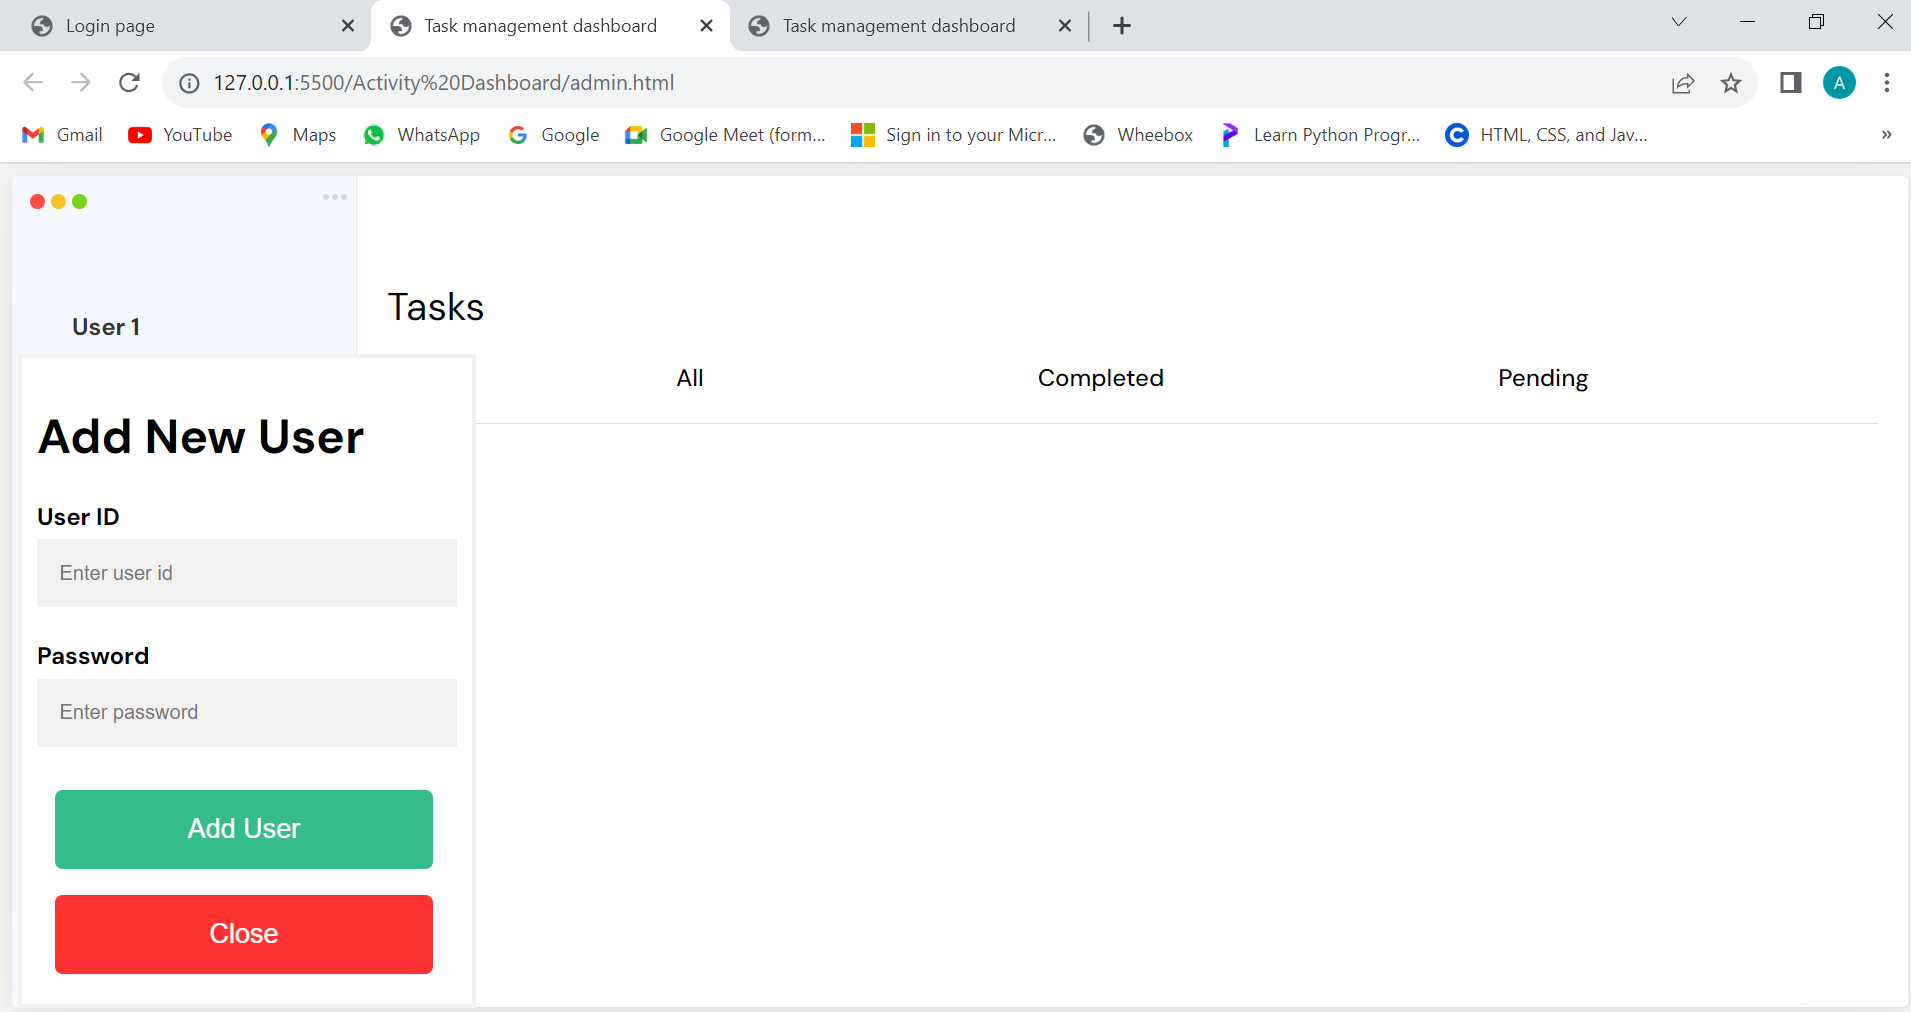 Login page
Task management dashboard
Task management dashboard
127.0.0.1:5500/Activity%20Dashboard/admin.html
A
Gmail
YouTube
Maps
WhatsApp
Google
Google Meet (form...
Sign in to your Micr...
Wheebox
Learn Python Progr...
HTML, CSS, and Jav...
»
User 1
Tasks
All
Completed
Pending
Add New User
User ID
Enter user id
Password
Enter password
Add User
Close